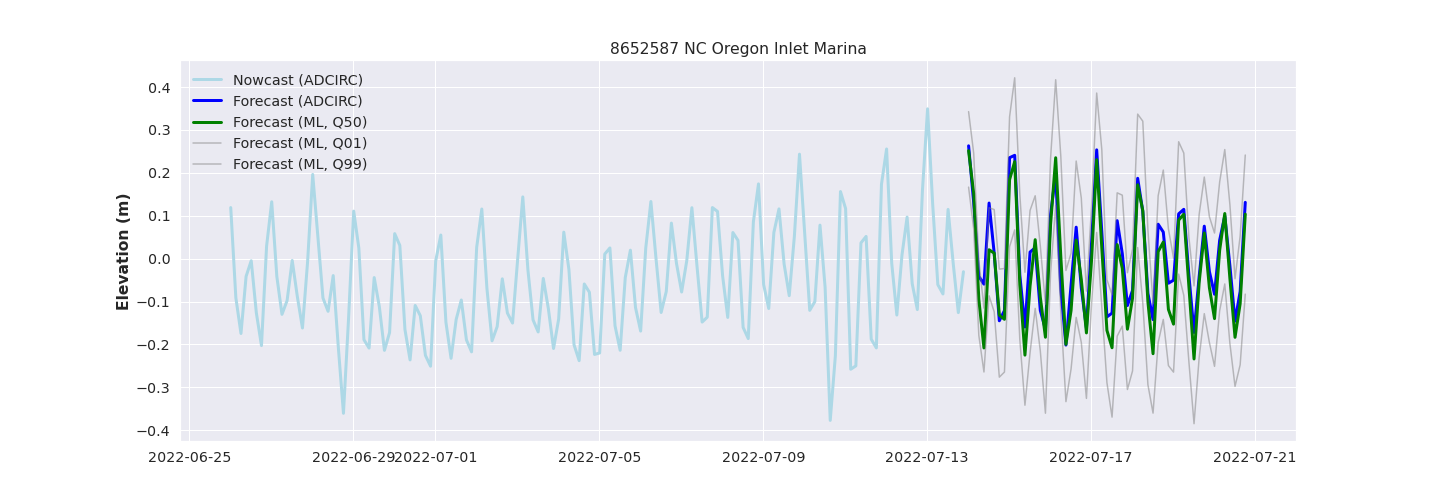 8652587 NC Oregon Inlet Marina
Nowcast (ADCIRC)
Forecast (ADCIRC)
Forecast (ML, Q50)
Forecast (ML, Q01)
Forecast (ML, Q99)
Elevation (m)
0.4
0.3
0.2
0.1
0.0
−0.1
−0.2
−0.3
−0.4
2022-06-25 2022-06-29 2022-07-01 2022-07-05 2022-07-09 2022-07-13 2022-07-17 2022-07-21